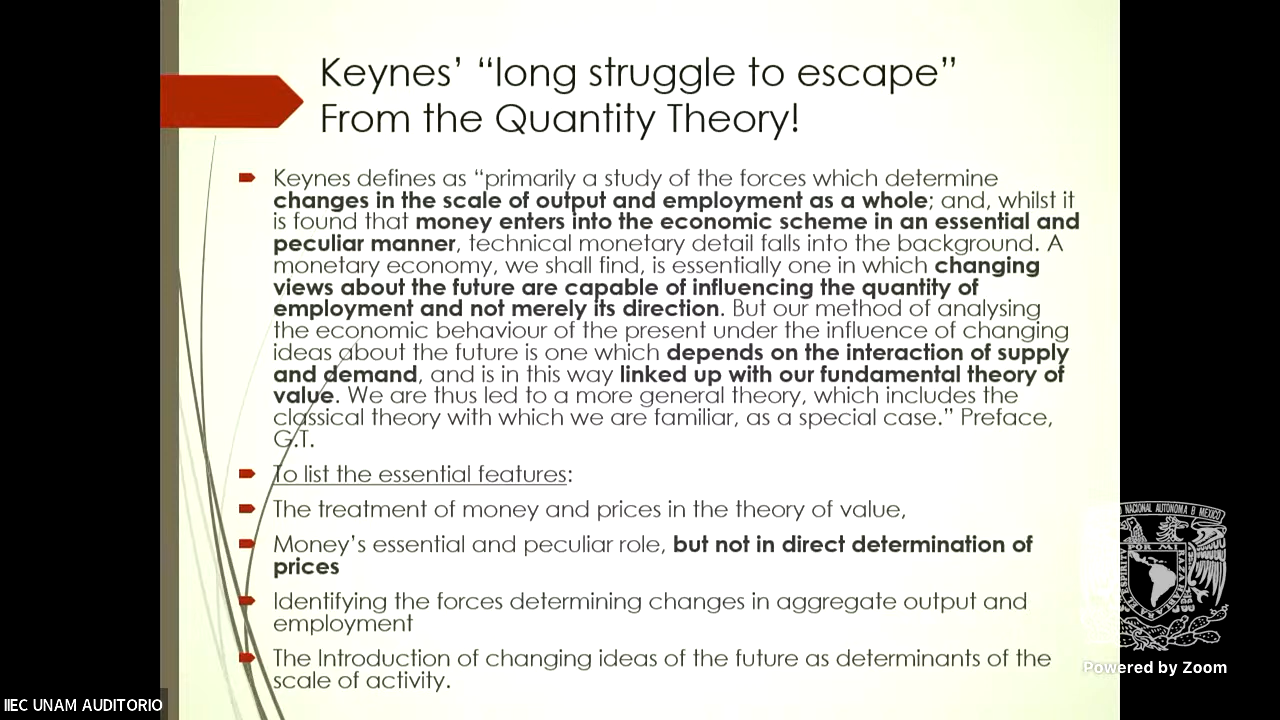 Keynes’ “long struggle to escape”
From the Quantity Theory!
Keynes defines as “primarily a study of the forces which determine
changes in the scale of output and employment as a whole; and, whilst it
is found that money enters into the economic scheme in an essential and
peculiar manner, technical monetary detail falls into the background. A
monetary economy, we shall find, is essentially one in which changing
views about the future are capable of influencing the quantity of
employment and not merely its direction. But our method of analysing
the economic behaviour of the present under the influence of changing
ideas about the future is one which depends on the interaction of supply
and demand, and is in this way linked up with our fundamental theory of
value. We are thus led to a more general theory, which includes the
classical theory with which we are familiar, as a special case.” Preface,
G.T.
To list the essential features:
The treatment of money and prices in the theory of value,
Money’s essential and peculiar role, but not in direct determination of
prices
Identifying the forces determining changes in aggregate output and
employment
The Introduction of changing ideas of the future as determinants of the
scale of activity.
NACIONAL AUTONOMA
POR MI
Powered by Zoom
IIEC UNAM AUDITORIO